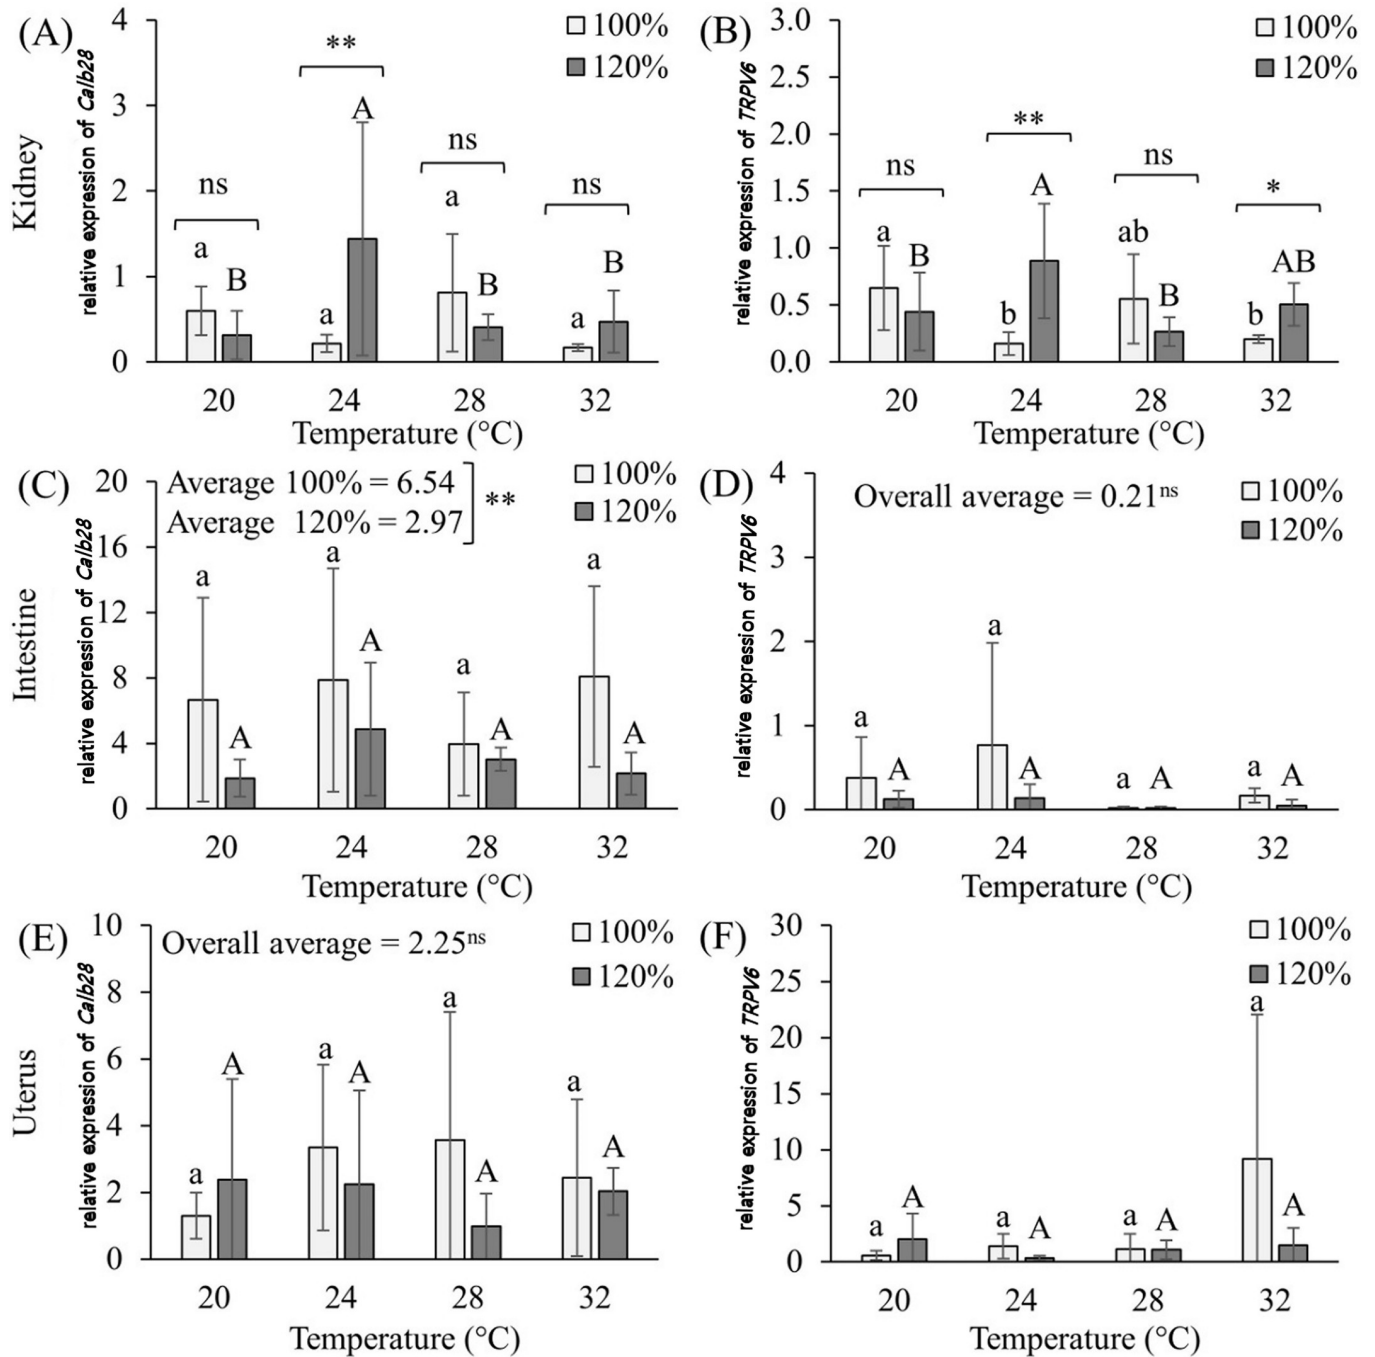 (A)
Kidney
relative expression of Calb28
4
3
2
1
0
100%
120%
ns
a
B
**
a
A
ns
a
B
ns
a
B
20 24 28 32
Temperature (°C)
(B)
relative expression of TRPV6
3.0
2.5
2.0
1.5
1.0
0.5
0.0
100%
120%
ns
a
B
**
b
A
ns
ab
B
*
b
AB
20 24 28 32
Temperature (°C)
(C)
Intestine
relative expression of Calb28
20
16
12
8
4
0
Average 100% = 6.54
Average 120% = 2.97
**
100%
120%
a
A
a
A
a
A
a
A
20 24 28 32
Temperature (°C)
(D)
relative expression of TRPV6
4
3
2
1
0
Overall average = 0.21ns
100%
120%
a
A
a
A
a
A
a
A
20 24 28 32
Temperature (°C)
(E)
Uterus
relative expression of Calb28
10
8
6
4
2
0
Overall average = 2.25ns
100%
120%
a
A
a
A
a
A
a
A
20 24 28 32
Temperature (°C)
(F)
relative expression of TRPV6
30
25
20
15
10
5
0
100%
120%
a
A
a
A
a
A
a
A
20 24 28 32
Temperature (°C)